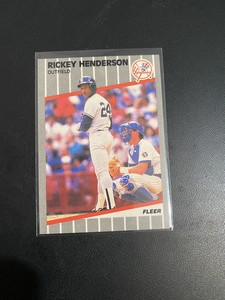 RICKEY HENDERSON
OUTFIELD
24
FLEER